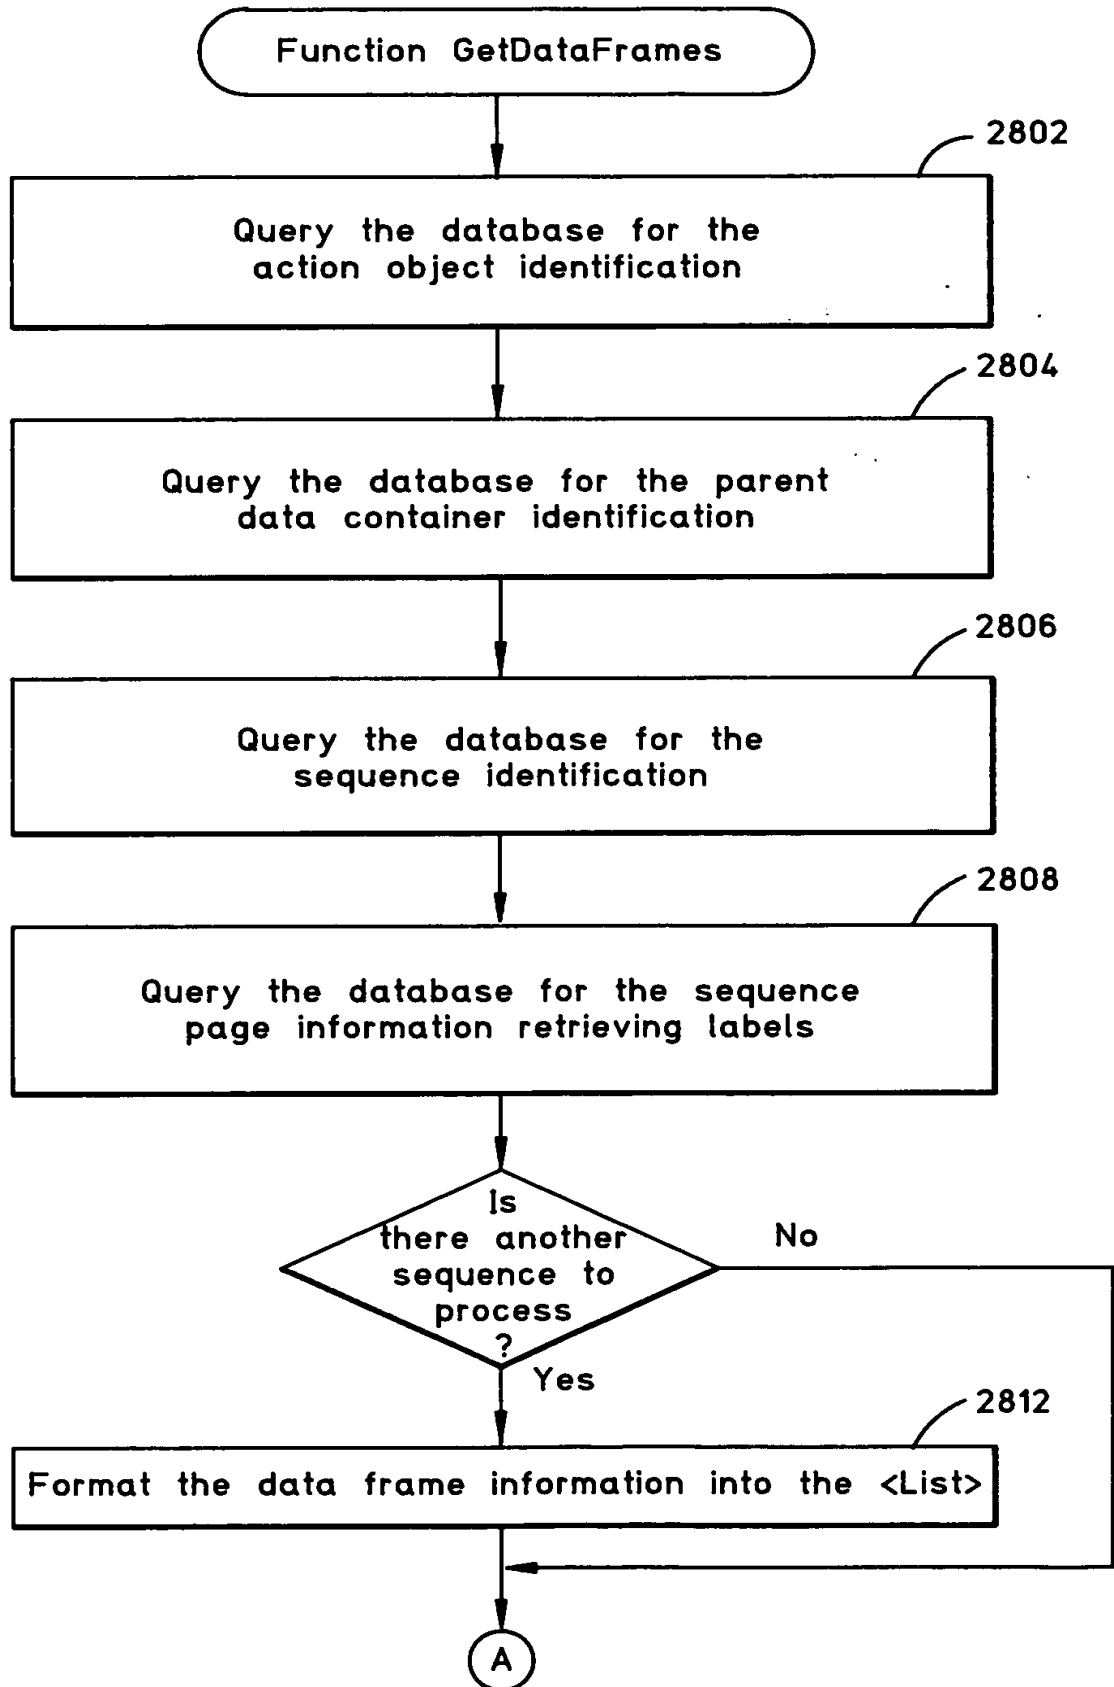 Function GetDataFrames
2802
Query the database for the
action object identification
2804
Query the database for the parent
data container identification
2806
Query the database for the
sequence identification
2808
Query the database for the sequence
page information retrieving labels
Is
there another
sequence to
process
?
No
Yes
2812
Format the data frame information into the <List>
A